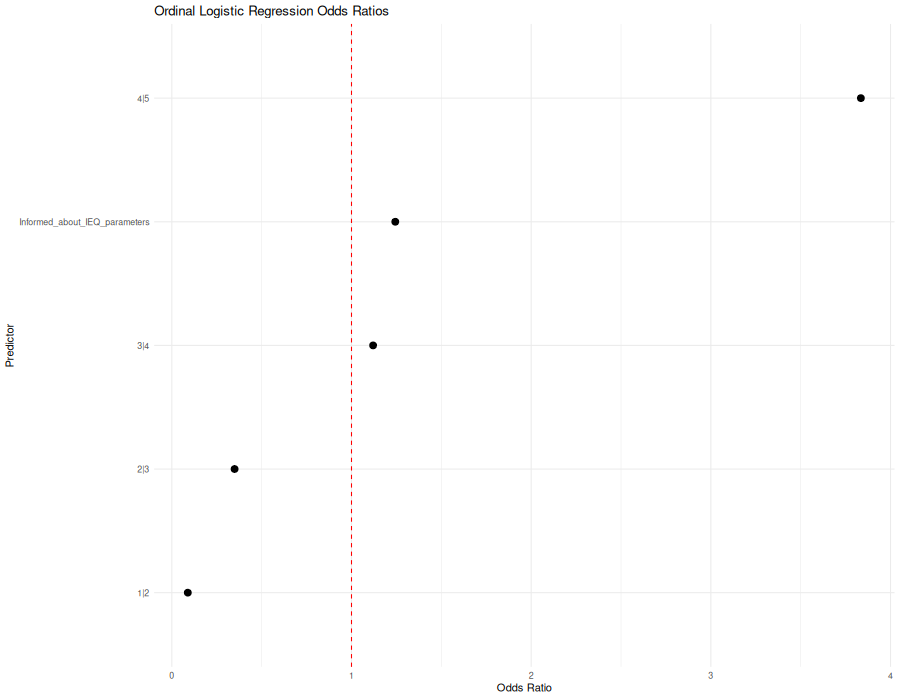 Ordinal Logistic Regression Odds Ratios
4|5
Informed_about_IEQ_parameters
3|4
2|3
1|2
Predictor
0 1 2 3 4
Odds Ratio